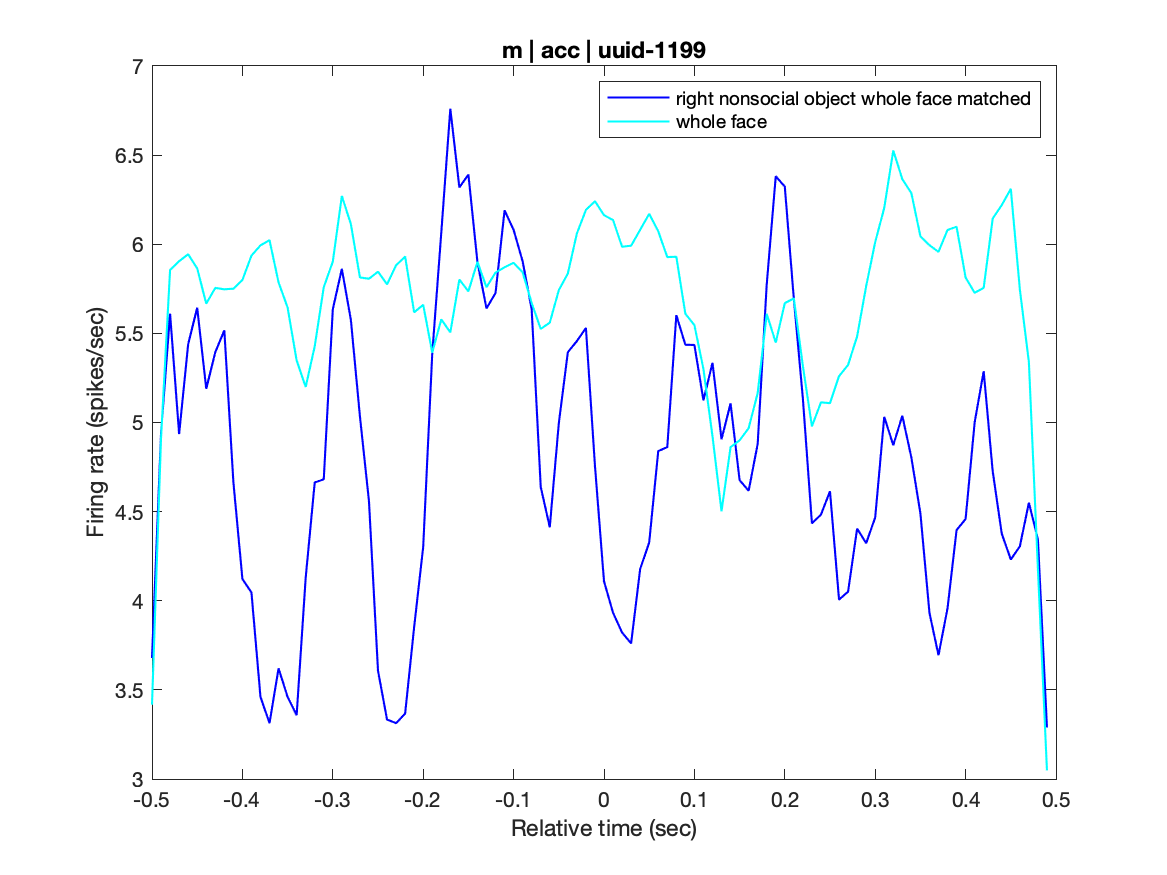 m | acc | uuid-1199
right nonsocial object whole face matched
whole face
Firing rate (spikes/sec)
7
6.5
6
5.5
5
4.5
4
3.5
3
-0.5 -0.4 -0.3 -0.2 -0.1 0 0.1 0.2 0.3 0.4 0.5
Relative time (sec)